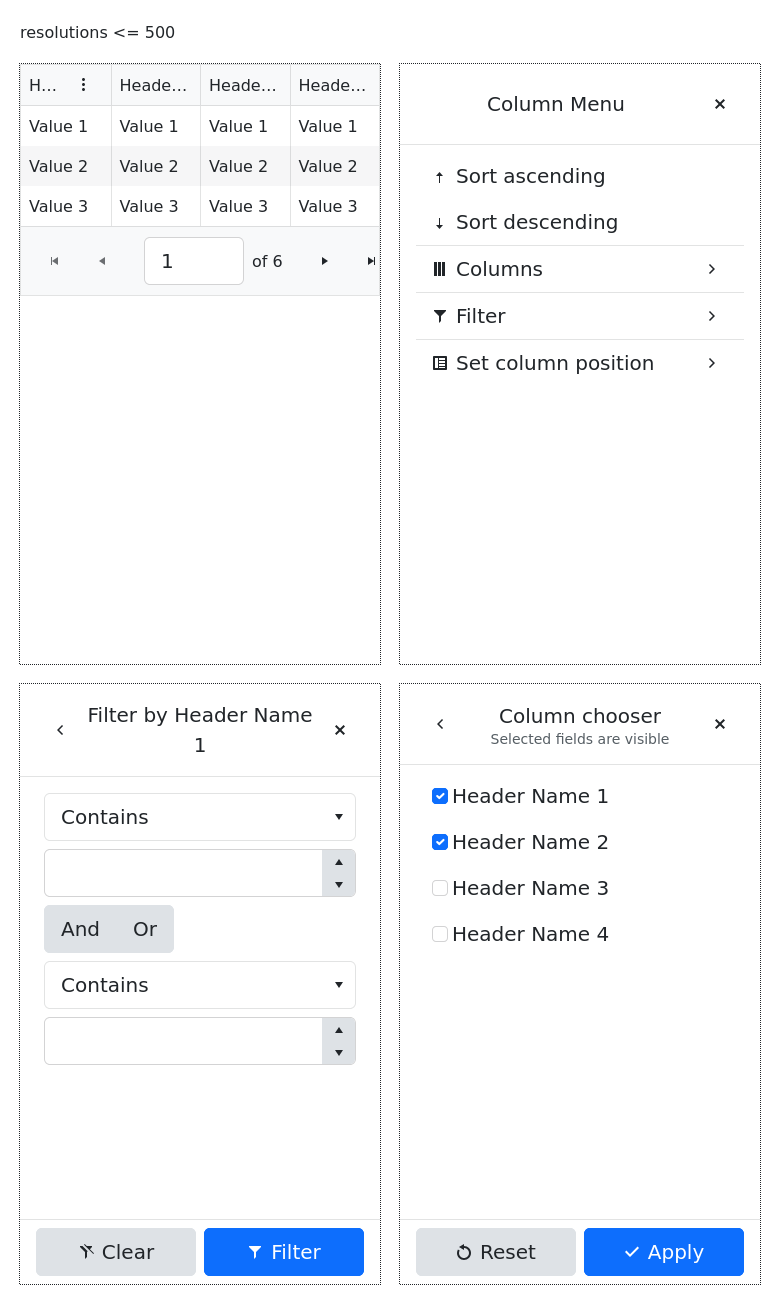 resolutions <= 500
H... Heade... Heade... Heade...
Value 1 Value 1 Value 1 Value 1
Value 2 Value 2 Value 2 Value 2
Value 3 Value 3 Value 3 Value 3
1 of 6
Column Menu
Sort ascending
Sort descending
Columns
Filter
Set column position
Filter by Header Name
1
Contains
And Or
Contains
Clear Filter
Column chooser
Selected fields are visible
Header Name 1
Header Name 2
Header Name 3
Header Name 4
Reset Apply